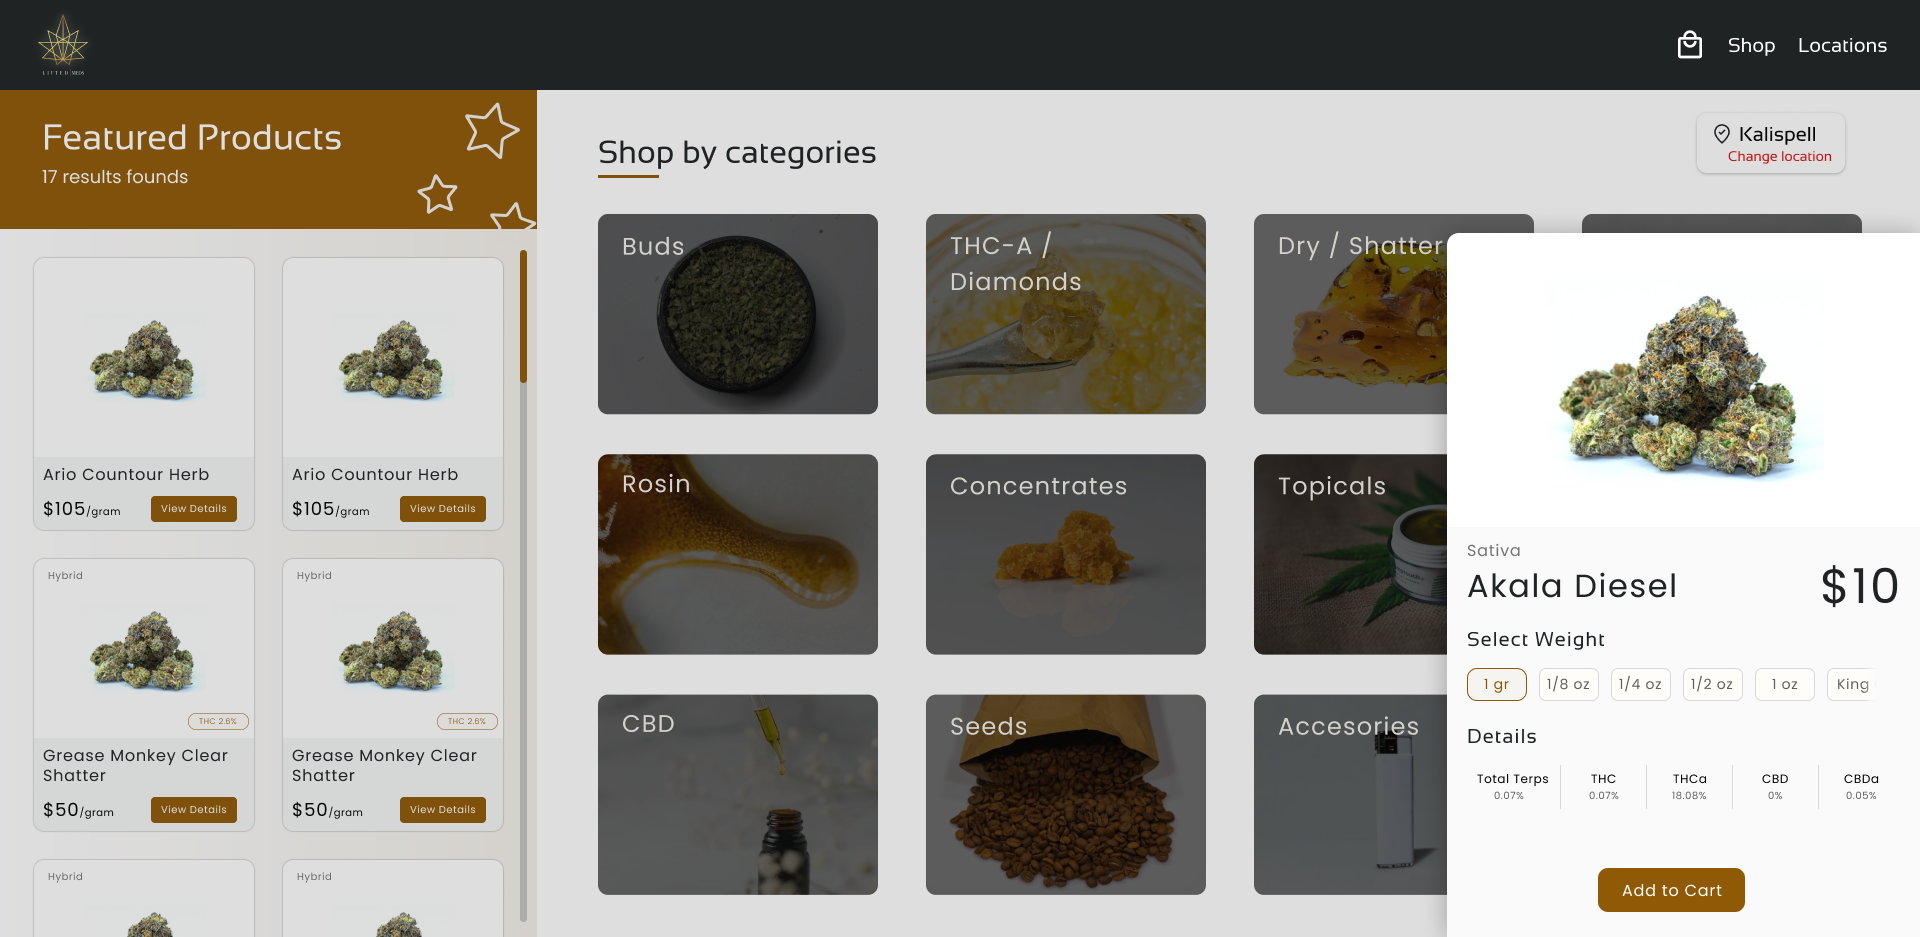 LIFTED MEDS
Shop
Locations
Featured Products
17 results founds
Ario Countour Herb
$105/gram
View Details
Ario Countour Herb
$105/gram
View Details
Hybrid
THC 2.6%
Grease Monkey Clear
Shatter
$50/gram
View Details
Hybrid
THC 2.6%
Grease Monkey Clear
Shatter
$50/gram
View Details
Hybrid
Hybrid
Shop by categories
Kalispell
Change location
Buds
THC-A /
Diamonds
Dry / Shatter
Rosin
Concentrates
Topicals
CBD
Seeds
Accesories
Sativa
Akala Diesel
$10
Select Weight
1 gr
1/8 oz
1/4 oz
1/2 oz
1 oz
King
Details
Total Terps
0.07%
THC
0.07%
THCa
18.08%
CBD
0%
CBDa
0.05%
Add to Cart